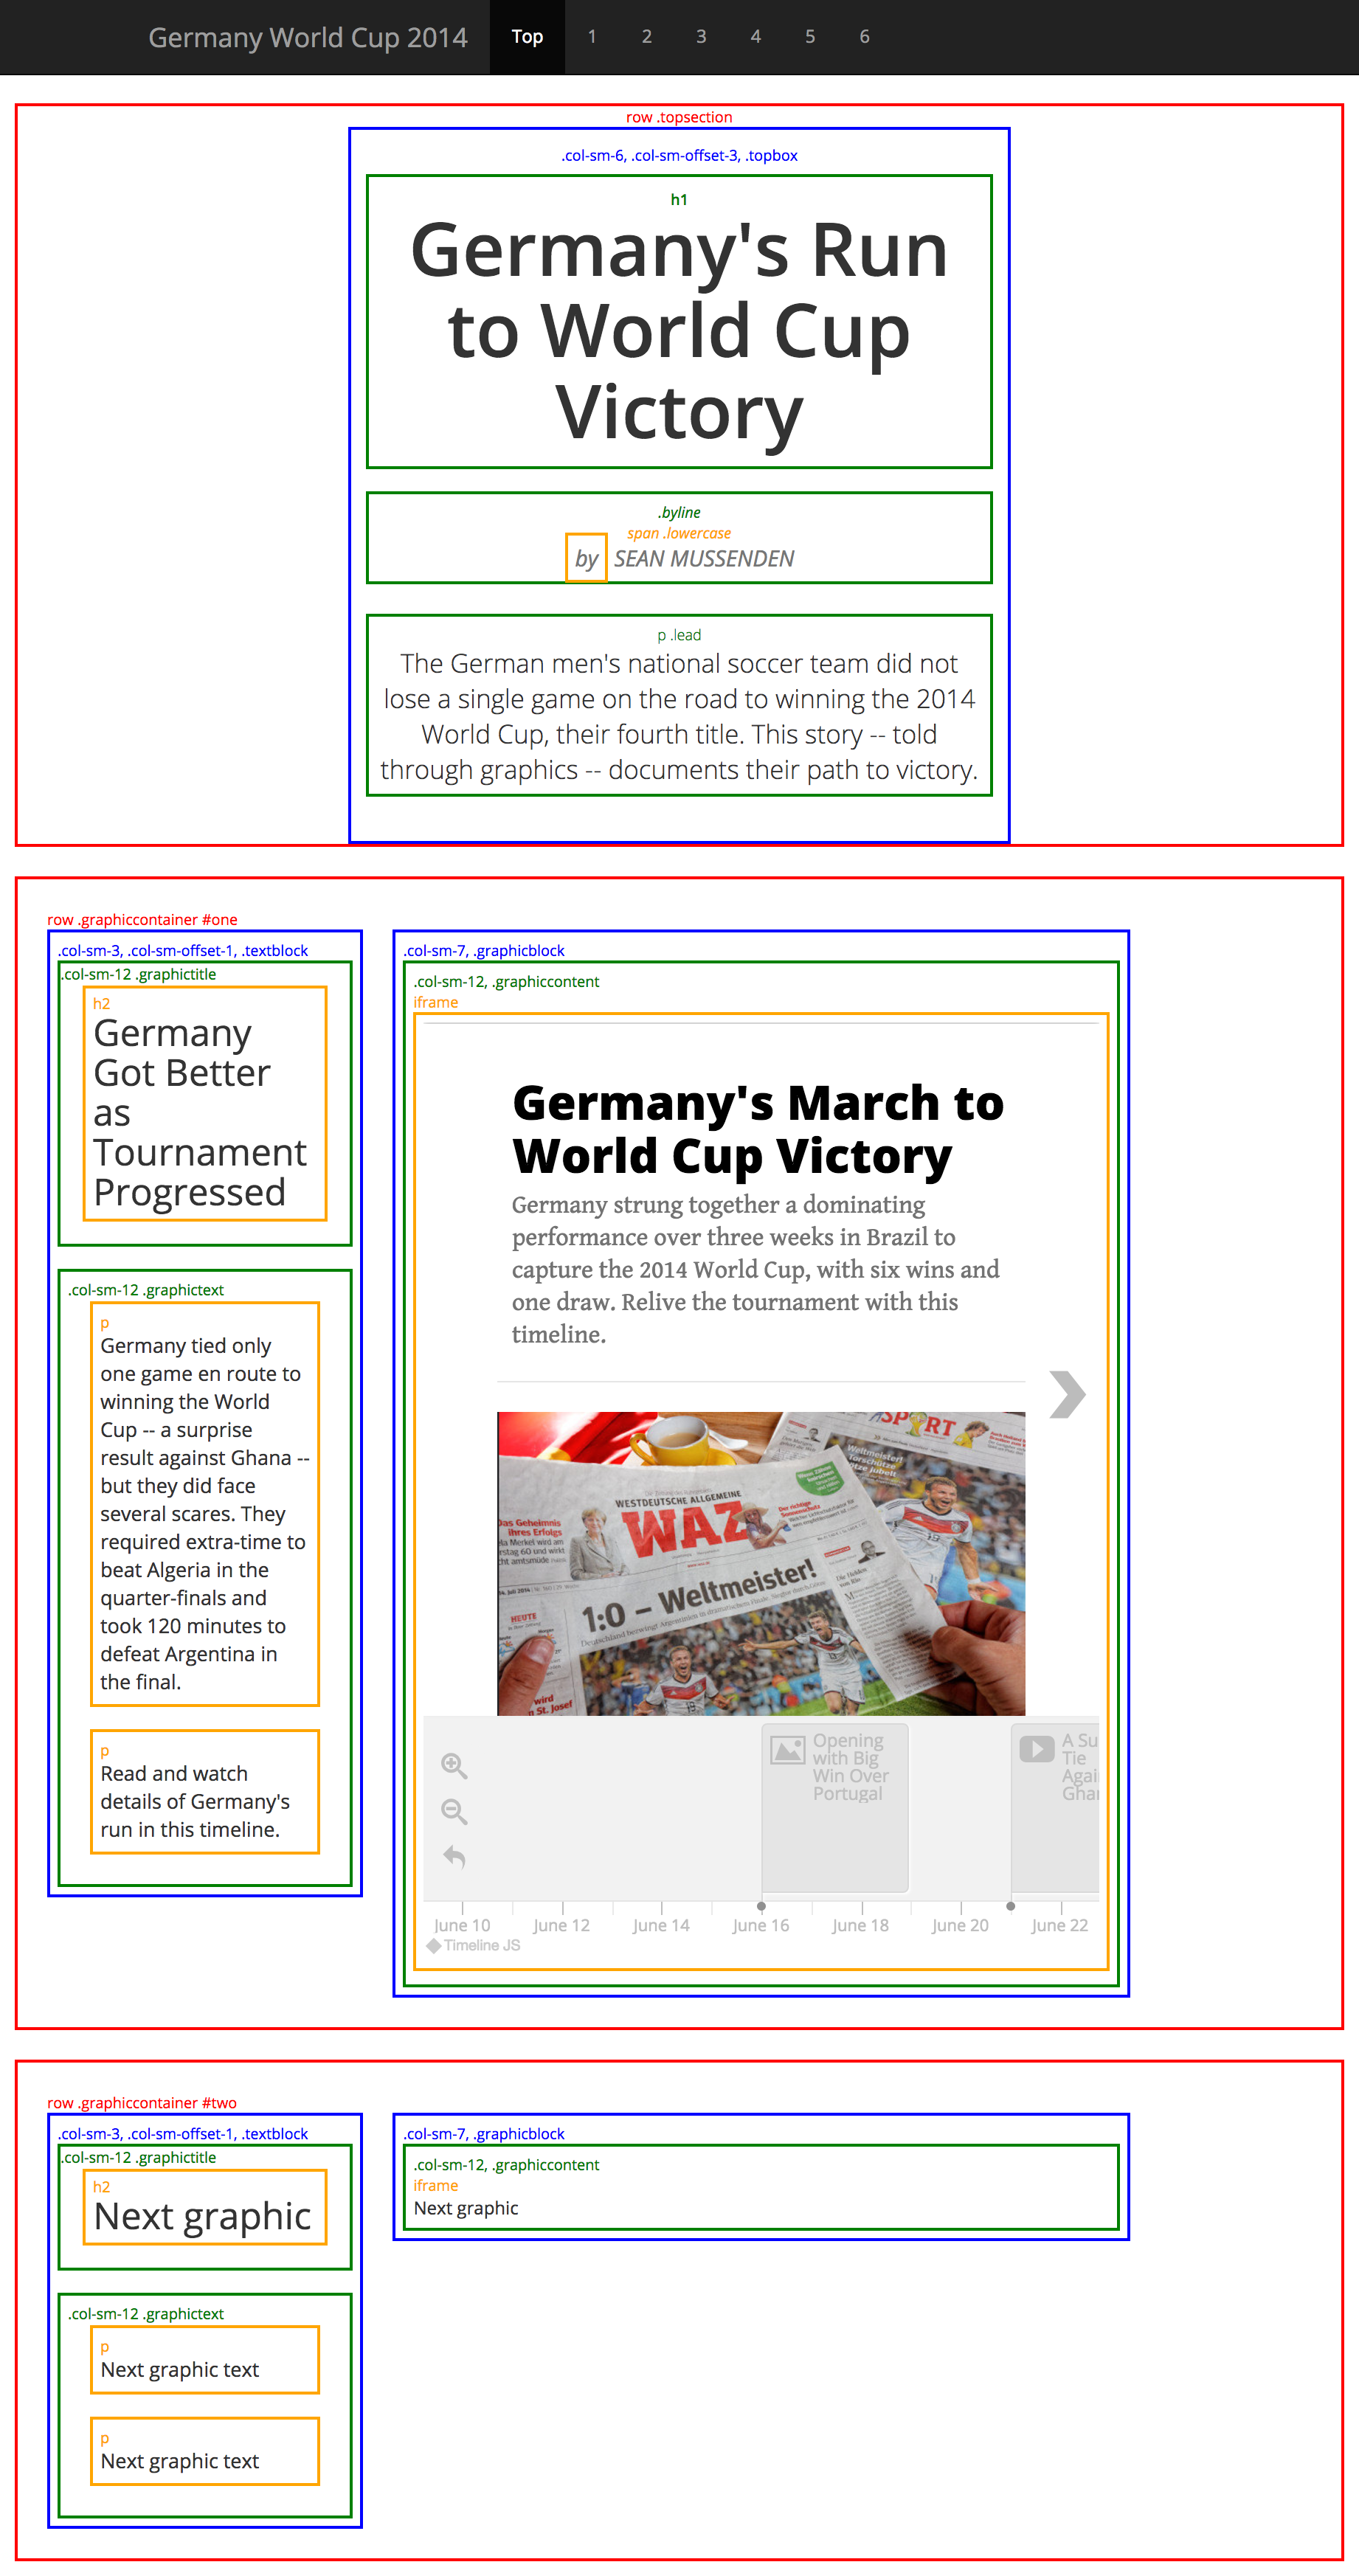 Germany World Cup 2014 Top 1 2 3 4 5 6
row .topsection
.col-sm-6, .col-sm-offset-3, .topbox
h1
Germany's Run
to World Cup
Victory
.byline
span .lowercase
by SEAN MUSSENDEN
p .lead
The German men's national soccer team did not
lose a single game on the road to winning the 2014
World Cup, their fourth title. This story -- told
through graphics -- documents their path to victory.
row .graphiccontainer #one
.col-sm-3, .col-sm-offset-1, .textblock
.col-sm-12 .graphictitle
h2
Germany
Got Better
as
Tournament
Progressed
.col-sm-12 .graphictext
p
Germany tied only
one game en route to
winning the World
Cup -- a surprise
result against Ghana --
but they did face
several scares. They
required extra-time to
beat Algeria in the
quarter-finals and
took 120 minutes to
defeat Argentina in
the final.
p
Read and watch
details of Germany's
run in this timeline.
.col-sm-7, .graphicblock
.col-sm-12, .graphiccontent
iframe
Germany's March to
World Cup Victory
Germany strung together a dominating
performance over three weeks in Brazil to
capture the 2014 World Cup, with six wins and
one draw. Relive the tournament with this
timeline.
SPORT
WESTDEUTSCHE ALLGEMEINE
WAZ
Das Geheimnis
ihres Erfolgs
1:0 – Weltmeister!
HEUTE
wird
St. Josef
Opening
with Big
Win Over
Portugal
A Su
Tie
Agai
Ghan
June 10 June 12 June 14 June 16 June 18 June 20 June 22
Timeline JS
row .graphiccontainer #two
.col-sm-3, .col-sm-offset-1, .textblock
.col-sm-12 .graphictitle
h2
Next graphic
.col-sm-12 .graphictext
p
Next graphic text
p
Next graphic text
.col-sm-7, .graphicblock
.col-sm-12, .graphiccontent
iframe
Next graphic